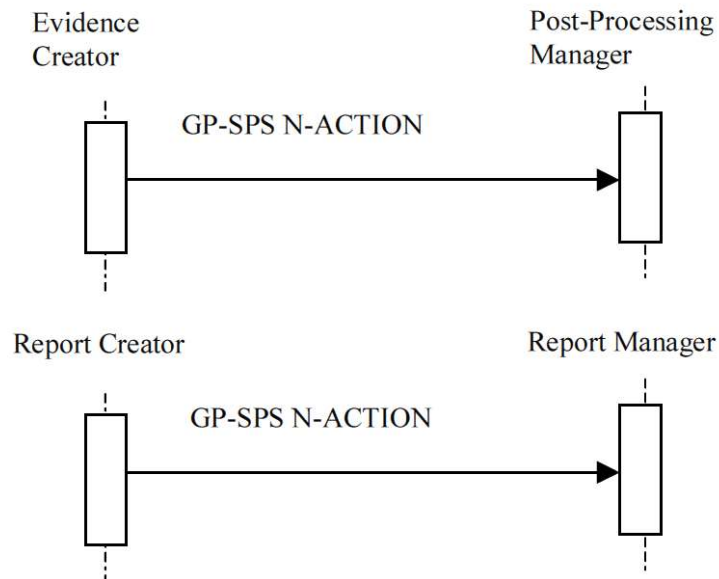 Evidence
Creator
Post-Processing
Manager
GP-SPS N-ACTION
Report Creator
Report Manager
GP-SPS N-ACTION